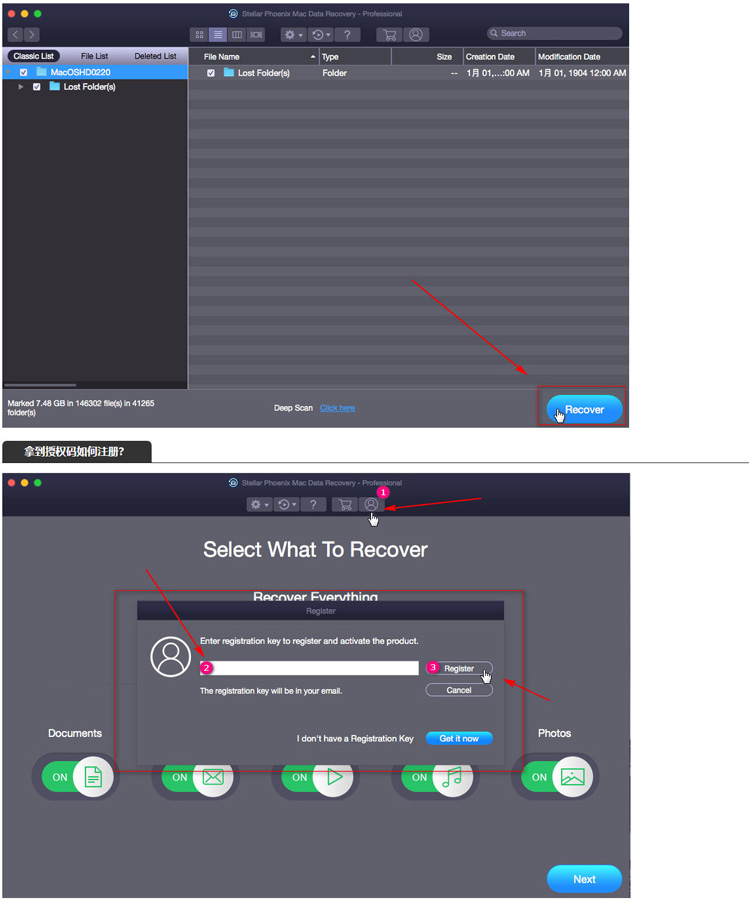 Stellar Phoenix Mac Data Recovery - Professional
Search
Classic List File List Deleted List
File Name Type Size Creation Date Modification Date
MacOSHD0220
Lost Folder(s) Folder -- 1月 01,...:00 AM 1月 01, 1904 12:00 AM
Lost Folder(s)
Marked 7.48 GB in 146302 file(s) in 41265
folder(s)
Deep Scan Click here
Recover
拿到授权码如何注册?
Stellar Phoenix Mac Data Recovery - Professional
1
Select What To Recover
Recover Everything
Register
Enter registration key to register and activate the product.
2
3 Register
The registration key will be in your email.
Cancel
I don't have a Registration Key Get it now
Documents Photos
ON ON ON ON ON
Next